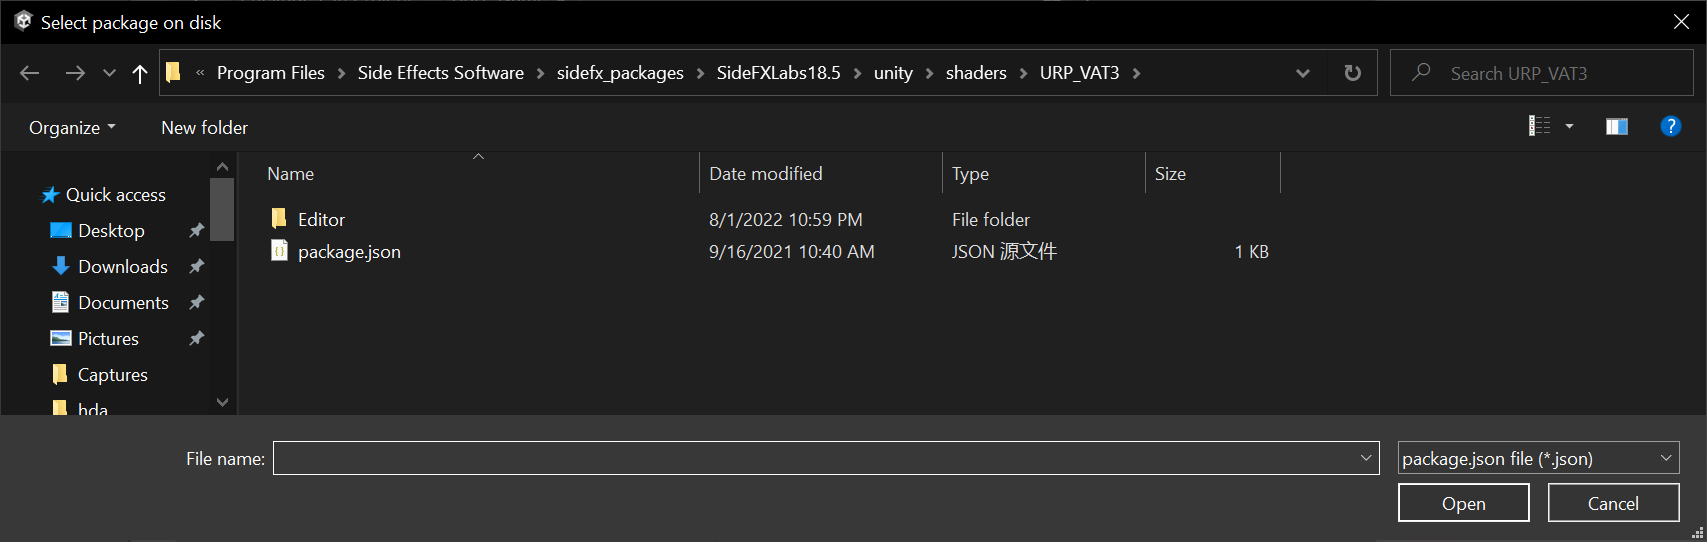 Select package on disk
« Program Files > Side Effects Software > sidefx_packages > SideFXLabs18.5 > unity > shaders > URP_VAT3 >
Search URP_VAT3
Organize
New folder
Name
Date modified
Type
Size
Quick access
Desktop
Downloads
Documents
Pictures
Captures
hda
Editor
8/1/2022 10:59 PM
File folder
package.json
9/16/2021 10:40 AM
JSON 源文件
1 KB
File name:
package.json file (*.json)
Open
Cancel